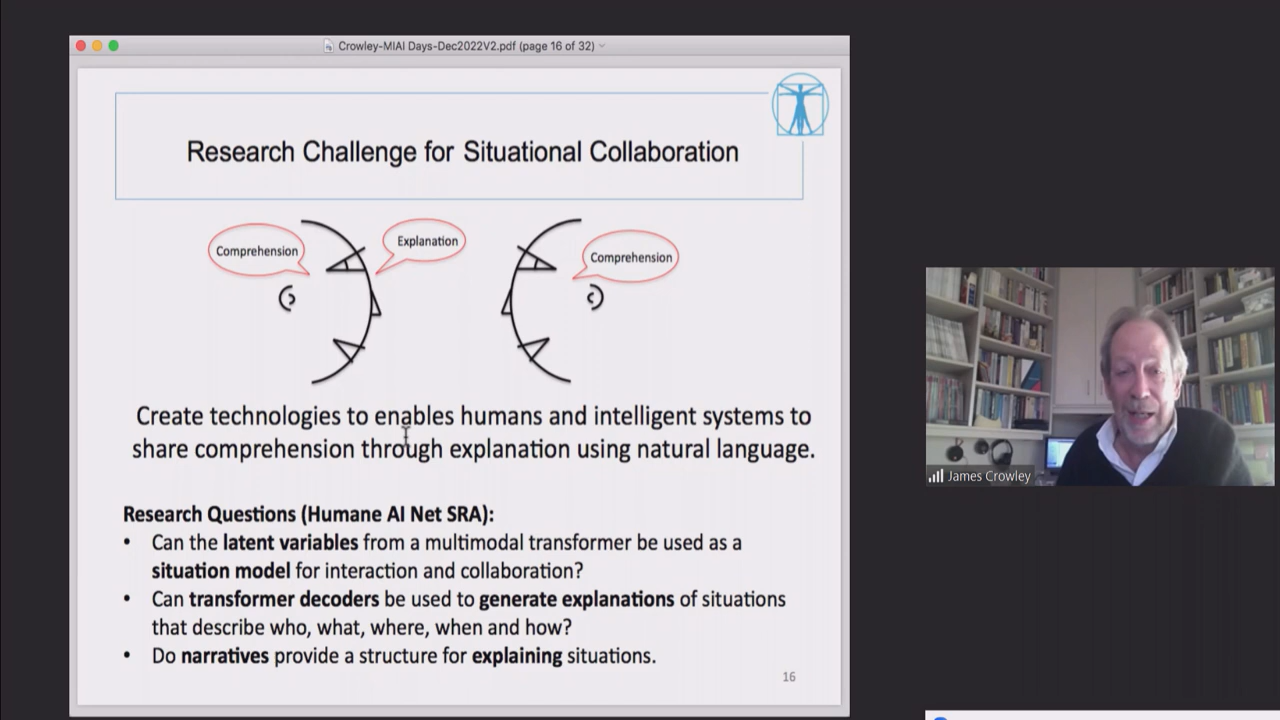 Crowley-MIAI Days-Dec2022V2.pdf (page 16 of 32)
Research Challenge for Situational Collaboration
Comprehension
Explanation
Comprehension
Create technologies to enables humans and intelligent systems to
share comprehension through explanation using natural language.
Research Questions (Humane AI Net SRA):
• Can the latent variables from a multimodal transformer be used as a
situation model for interaction and collaboration?
• Can transformer decoders be used to generate explanations of situations
that describe who, what, where, when and how?
• Do narratives provide a structure for explaining situations.
16
James Crowley